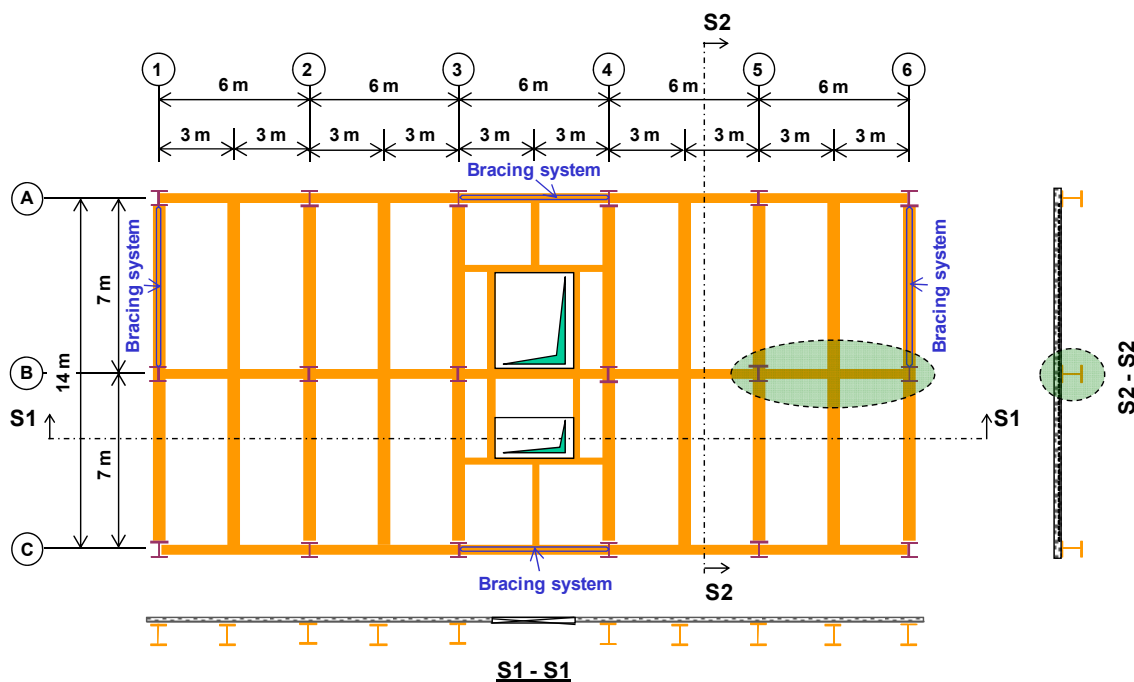 S2
1 2 3 4 5 6
6 m 6 m 6 m 6 m 6 m
3 m 3 m 3 m 3 m 3 m 3 m 3 m 3 m 3 m 3 m
Bracing system
A
Bracing system
7 m
Bracing system
B
14 m
S2 - S2
S1
S1
7 m
C
Bracing system
S2
S1 - S1